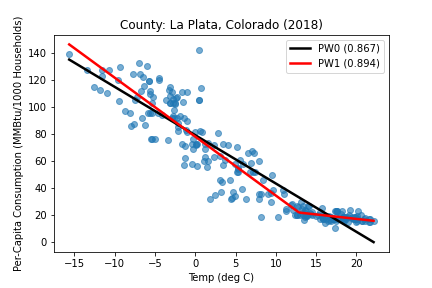 County: La Plata, Colorado (2018)
PW0 (0.867)
PW1 (0.894)
Per-Capita Consumption (MMBtu/1000 Households)
140
120
100
80
60
40
20
0
−15 −10 −5 0 5 10 15 20
Temp (deg C)